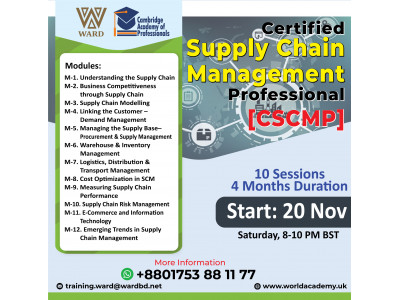 WARD
Cambridge
Academy of
Professionals
Modules:
M-1. Understanding the Supply Chain
M-2. Business Competitiveness
through Supply Chain
M-3. Supply Chain Modelling
M-4. Linking the Customer –
Demand Management
M-5. Managing the Supply Base–
Procurement & Supply Management
M-6. Warehouse & Inventory
Management
M-7. Logistics, Distribution &
Transport Management
M-8. Cost Optimization in SCM
M-9. Measuring Supply Chain
Performance
M-10. Supply Chain Risk Management
M-11. E-Commerce and Information
Technology
M-12. Emerging Trends in Supply
Chain Management
Certified
Supply Chain
Management
Professional
[CSCMP]
10 Sessions
4 Months Duration
Start: 20 Nov
Saturday, 8-10 PM BST
More Information
+8801753 88 11 77
training.ward@wardbd.net
www.worldacademy.uk